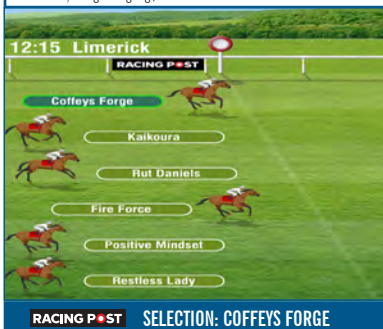 12:15 Limerick
RACING POST
Coffeys Forge
Kaikoura
Rut Daniels
Fire Force
Positive Mindset
Restless Lady
RACING POST SELECTION: COFFEYS FORGE